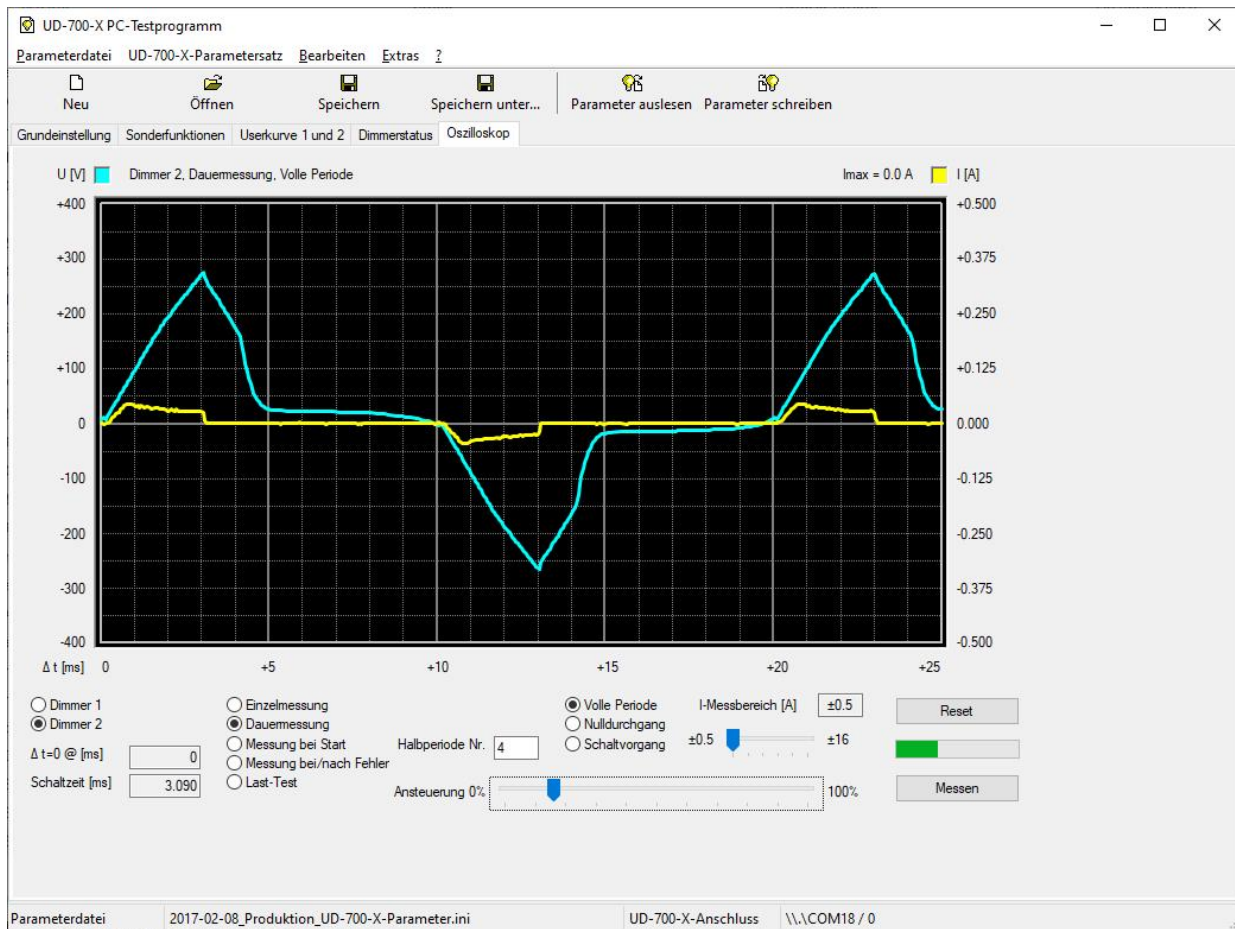 UD-700-X PC-Testprogramm
Parameterdatei UD-700-X-Parametersatz Bearbeiten Extras ?
Neu Öffnen Speichern Speichern unter... Parameter auslesen Parameter schreiben
Grundeinstellung Sonderfunktionen Userkurve 1 und 2 Dimmerstatus Oszilloskop
U [V] Dimmer 2, Dauermessung, Volle Periode Imax = 0.0 A I [A]
+400 +0.500
+300 +0.375
+200 +0.250
+100 +0.125
0 0.000
-100 -0.125
-200 -0.250
-300 -0.375
-400 -0.500
Δ t [ms] 0 +5 +10 +15 +20 +25
Dimmer 1 Einzelmessung Volle Periode I-Messbereich [A] ±0.5 Reset
Dimmer 2 Dauermessung Nulldurchgang
Messung bei Start Halbperiode Nr. 4 Schaltvorgang ±0.5 ±16
Δ t=0 @ [ms] 0 Messung bei/nach Fehler
Schaltzeit [ms] 3.090 Last-Test Ansteuerung 0% 100% Messen
Parameterdatei 2017-02-08_Produktion_UD-700-X-Parameter.ini UD-700-X-Anschluss \\.\COM18 / 0